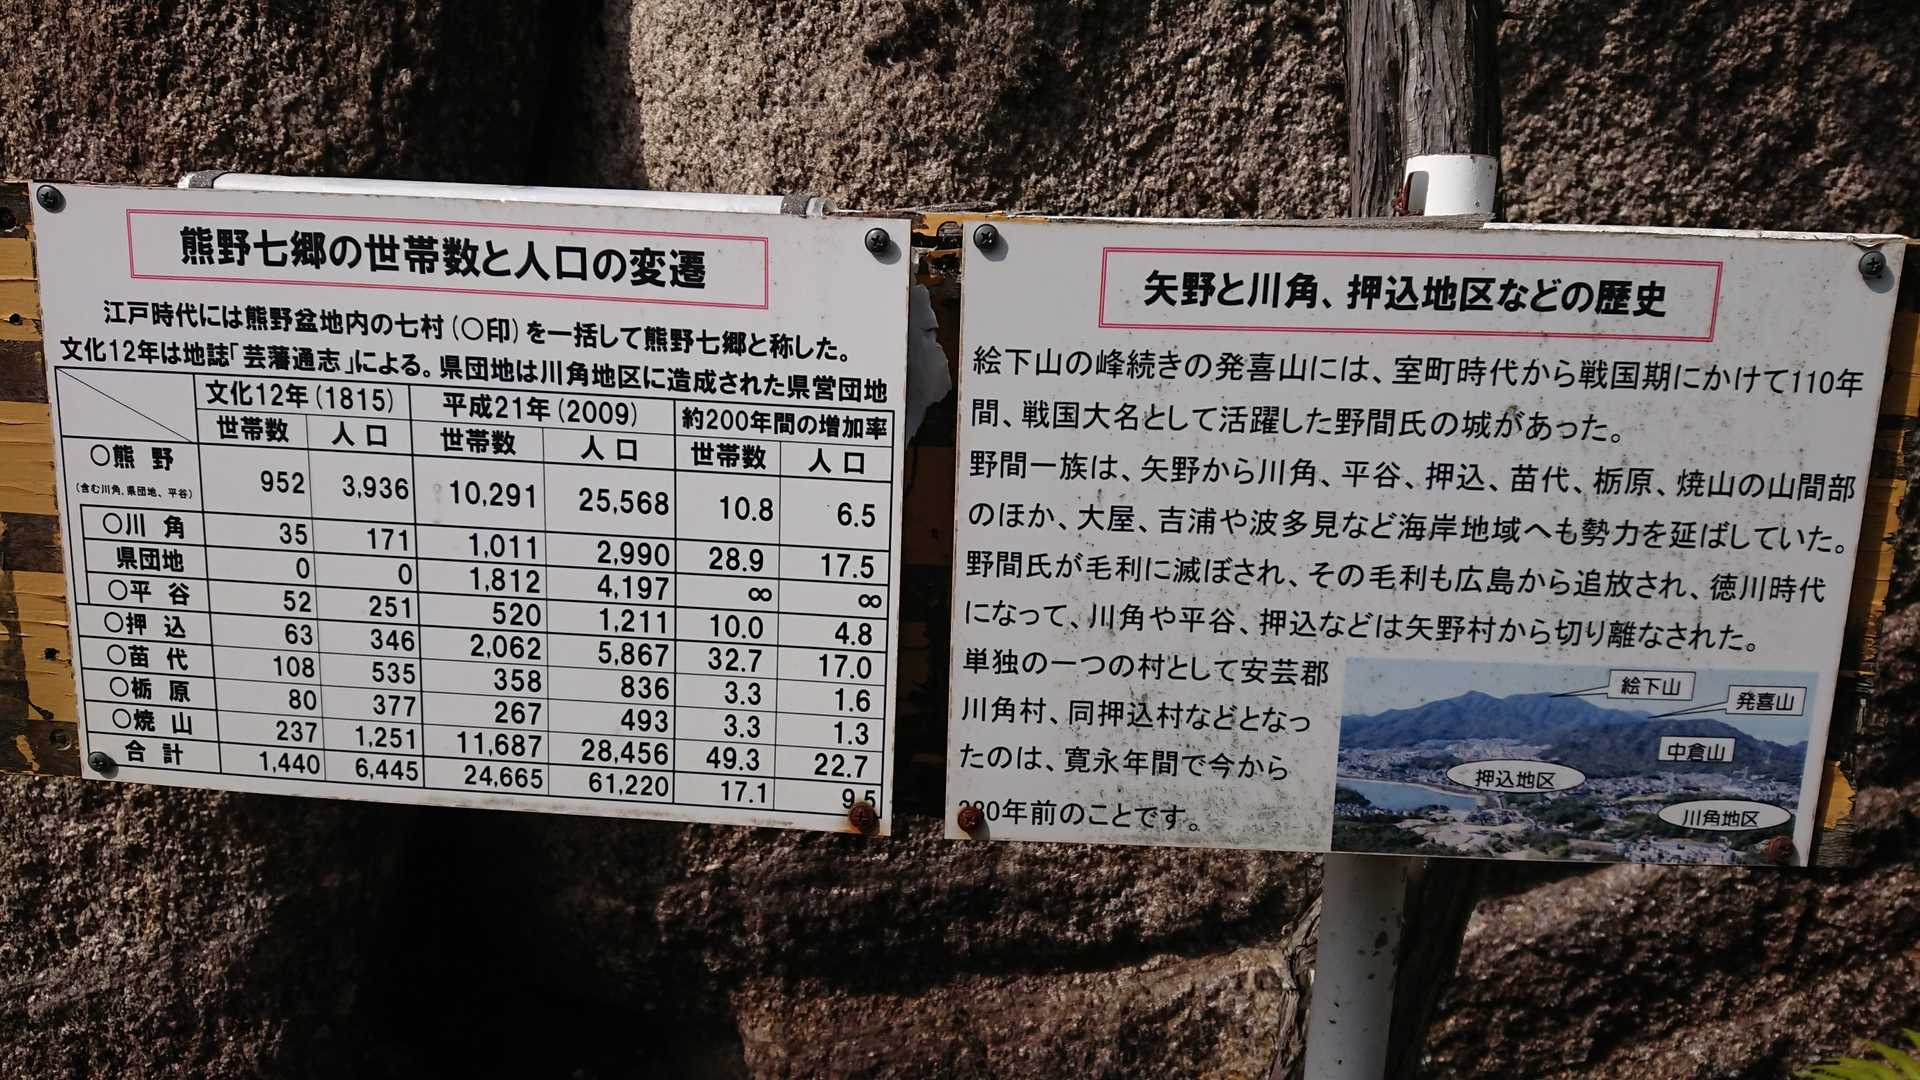 熊野七郷の世帯数と人口の変遷
江戸時代には熊野盆地内の七村(〇印)を一括して熊野七郷と称した。
文化12年は地誌「芸藩通志」による。県団地は川角地区に造成された県営団地
文化12年(1815) 平成21年(2009) 約200年間の増加率
世帯数 人口 世帯数 人口 世帯数 人口
〇熊野 952 3,936 10,291 25,568 10.8 6.5
(含む川角、県団地、平谷)
〇川角 35 171 1,011 2,990 28.9 17.5
県団地 0 0 1,812 4,197 ∞ ∞
〇平谷 52 251 520 1,211 10.0 4.8
〇押込 63 346 2,062 5,867 32.7 17.0
〇苗代 108 535 358 836 3.3 1.6
〇栃原 80 377 267 493 3.3 1.3
〇焼山 237 1,251 11,687 28,456 49.3 22.7
合計 1,440 6,445 24,665 61,220 17.1 9.5
矢野と川角、押込地区などの歴史
絵下山の峰続きの発喜山には、室町時代から戦国期にかけて110年
間、戦国大名として活躍した野間氏の城があった。
野間一族は、矢野から川角、平谷、押込、苗代、栃原、焼山の山間部
のほか、大屋、吉浦や波多見など海岸地域へも勢力を延ばしていた。
野間氏が毛利に滅ぼされ、その毛利も広島から追放され、徳川時代
になって、川角や平谷、押込などは矢野村から切り離なされた。
単独の一つの村として安芸郡
川角村、同押込村などとなっ
たのは、寛永年間で今から
380年前のことです。
絵下山
発喜山
中倉山
押込地区
川角地区